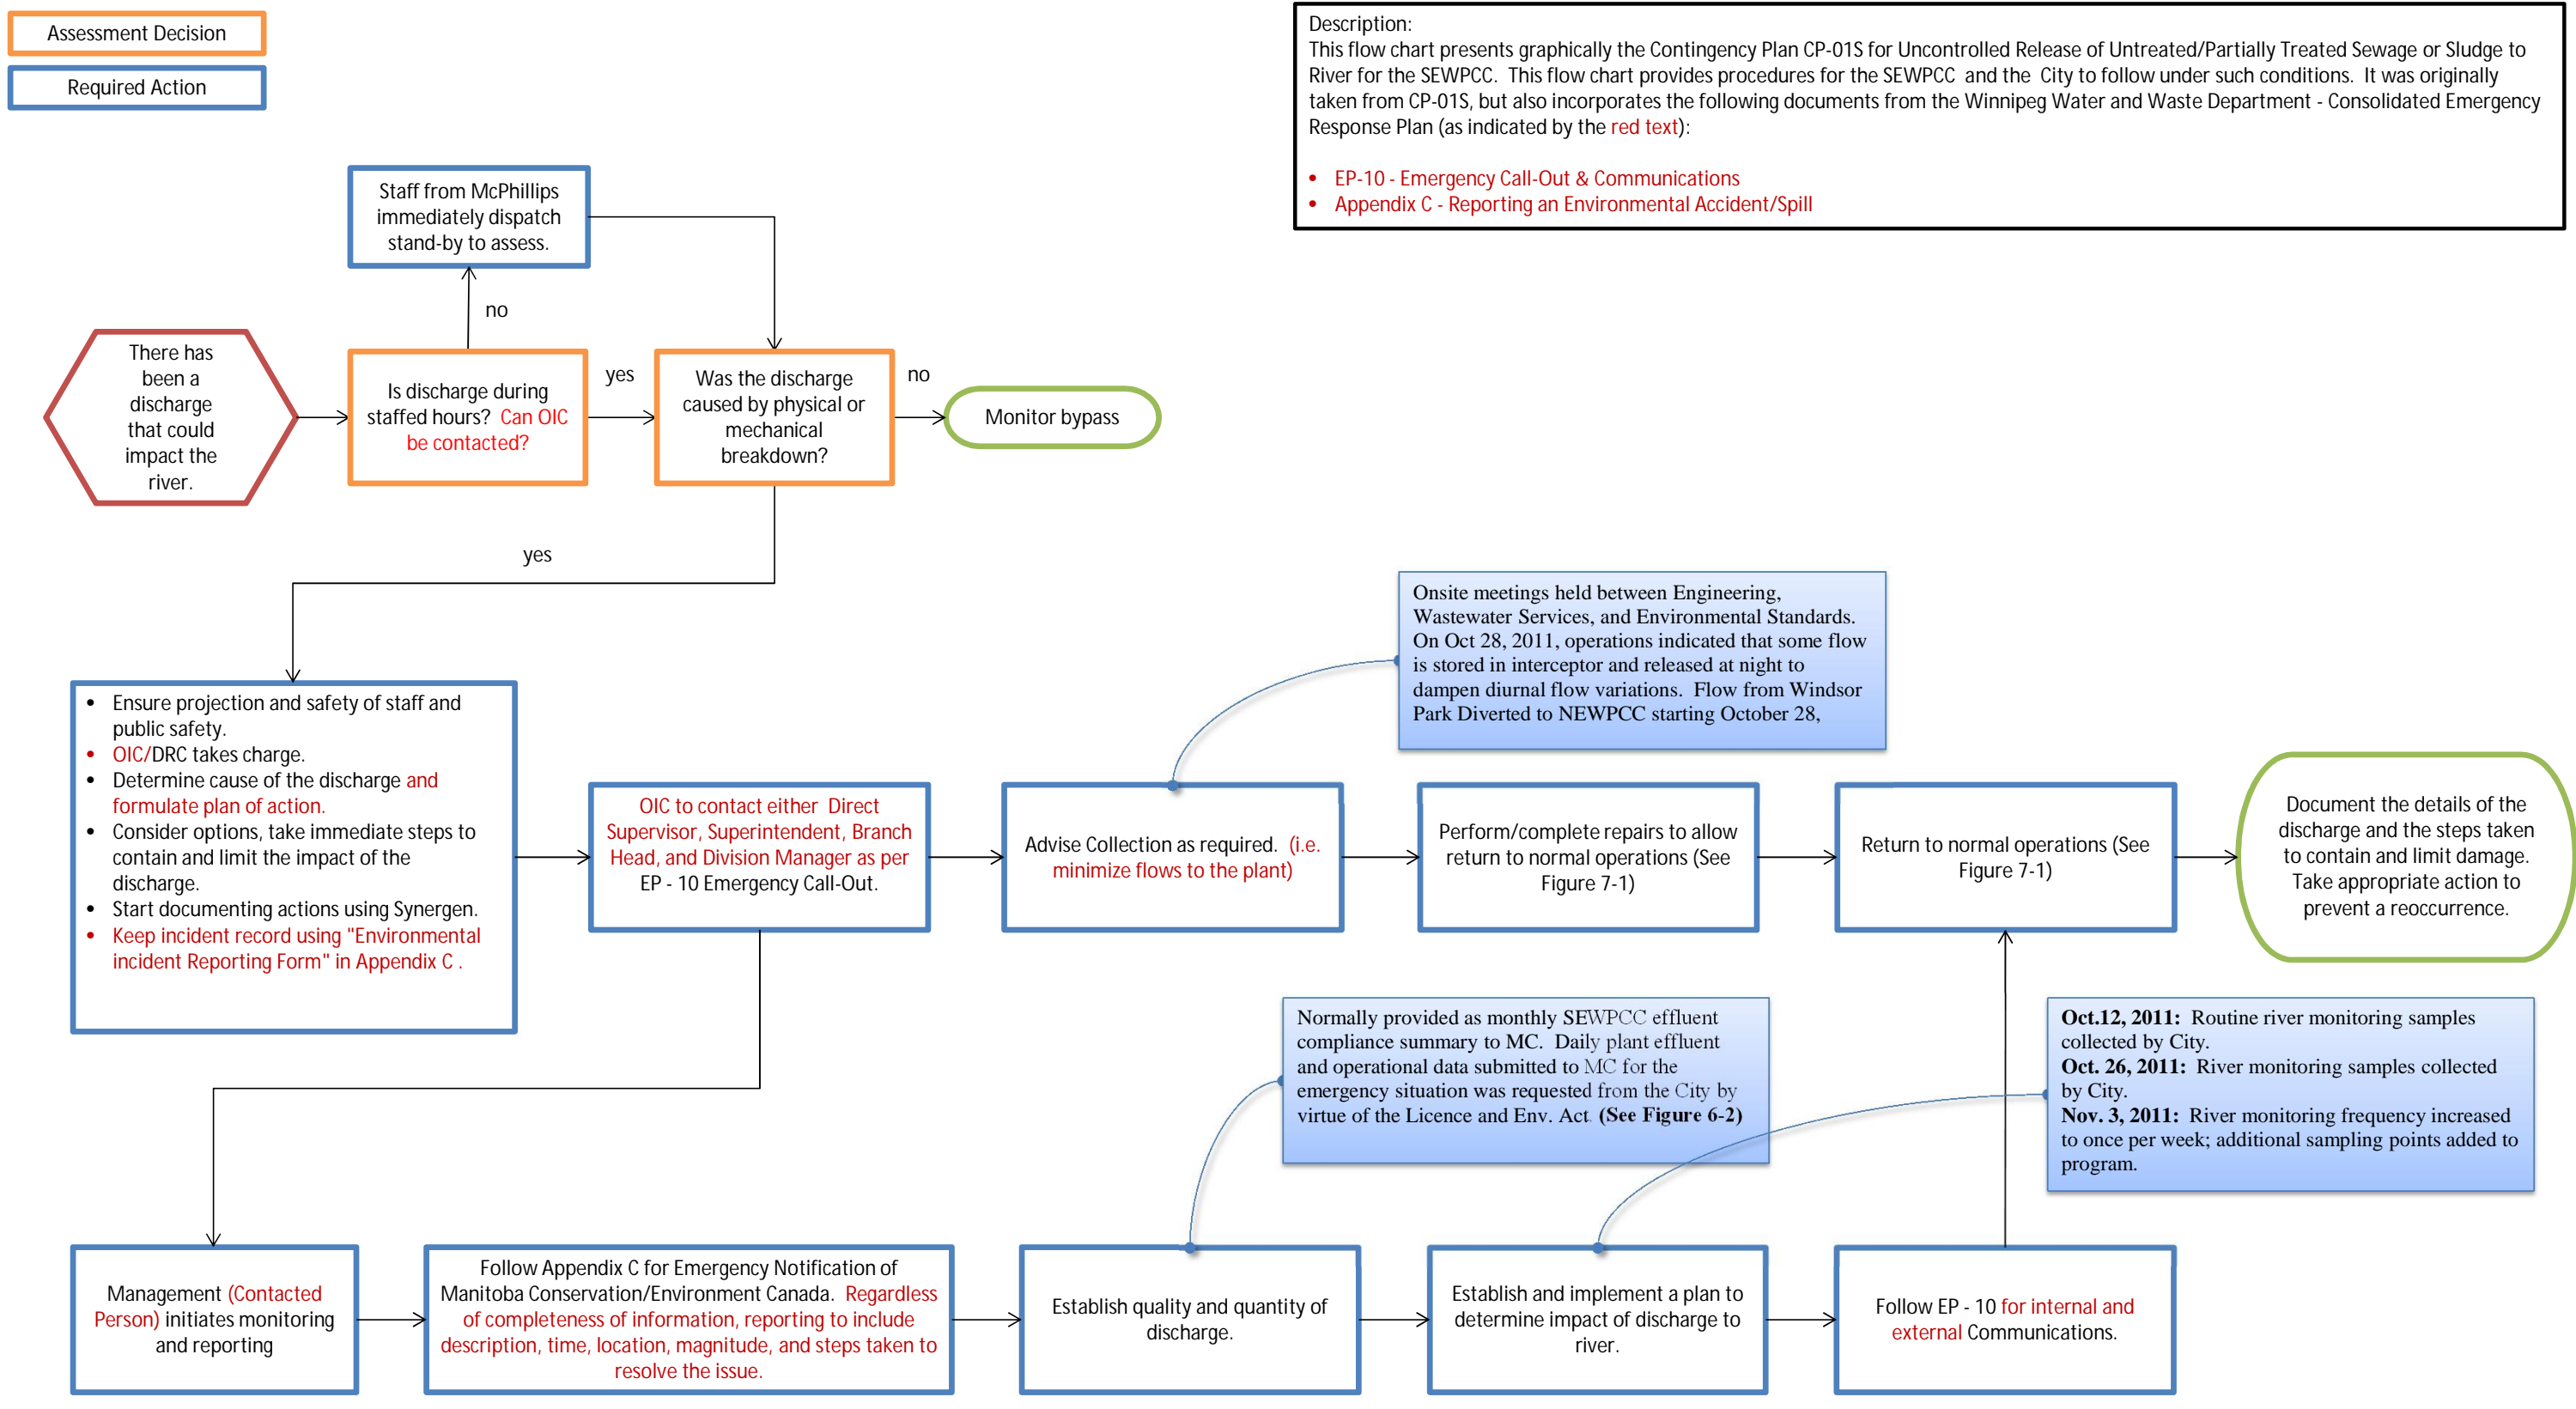 Assessment Decision
Required Action
Description:
This flow chart presents graphically the Contingency Plan CP-01S for Uncontrolled Release of Untreated/Partially Treated Sewage or Sludge to
River for the SEWPCC. This flow chart provides procedures for the SEWPCC and the City to follow under such conditions. It was originally
taken from CP-01S, but also incorporates the following documents from the Winnipeg Water and Waste Department - Consolidated Emergency
Response Plan (as indicated by the red text):
• EP-10 - Emergency Call-Out & Communications
• Appendix C - Reporting an Environmental Accident/Spill
Staff from McPhillips
immediately dispatch
stand-by to assess.
no
There has
been a
discharge
that could
impact the
river.
Is discharge during
staffed hours? Can OIC
be contacted?
yes
Was the discharge
caused by physical or
mechanical
breakdown?
no
Monitor bypass
yes
Onsite meetings held between Engineering,
Wastewater Services, and Environmental Standards.
On Oct 28, 2011, operations indicated that some flow
is stored in interceptor and released at night to
dampen diurnal flow variations. Flow from Windsor
Park Diverted to NEWPCC starting October 28,
• Ensure projection and safety of staff and
public safety.
• OIC/DRC takes charge.
• Determine cause of the discharge and
formulate plan of action.
• Consider options, take immediate steps to
contain and limit the impact of the
discharge.
• Start documenting actions using Synergen.
• Keep incident record using "Environmental
incident Reporting Form" in Appendix C .
OIC to contact either Direct
Supervisor, Superintendent, Branch
Head, and Division Manager as per
EP - 10 Emergency Call-Out.
Advise Collection as required. (i.e.
minimize flows to the plant)
Perform/complete repairs to allow
return to normal operations (See
Figure 7-1)
Return to normal operations (See
Figure 7-1)
Document the details of the
discharge and the steps taken
to contain and limit damage.
Take appropriate action to
prevent a reoccurrence.
Normally provided as monthly SEWPCC effluent
compliance summary to MC. Daily plant effluent
and operational data submitted to MC for the
emergency situation was requested from the City by
virtue of the Licence and Env. Act. (See Figure 6-2)
Oct.12, 2011: Routine river monitoring samples
collected by City.
Oct. 26, 2011: River monitoring samples collected
by City.
Nov. 3, 2011: River monitoring frequency increased
to once per week; additional sampling points added to
program.
Management (Contacted
Person) initiates monitoring
and reporting
Follow Appendix C for Emergency Notification of
Manitoba Conservation/Environment Canada. Regardless
of completeness of information, reporting to include
description, time, location, magnitude, and steps taken to
resolve the issue.
Establish quality and quantity of
discharge.
Establish and implement a plan to
determine impact of discharge to
river.
Follow EP - 10 for internal and
external Communications.